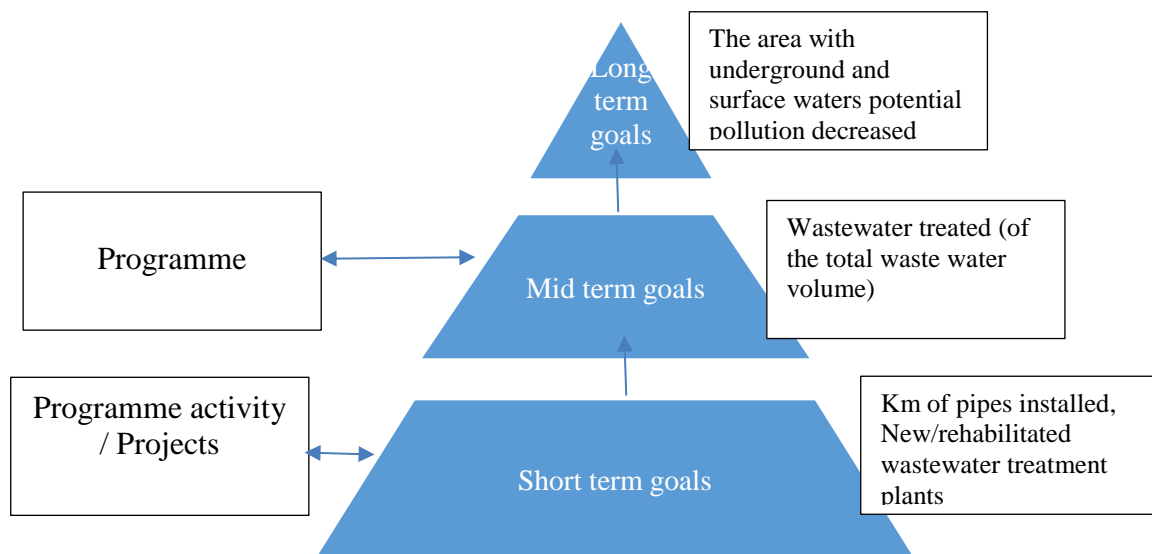 The area with
underground and
surface waters potential
pollution decreased
Long
term
goals
Programme
Mid term goals
Wastewater treated (of
the total waste water
volume)
Programme activity
/ Projects
Short term goals
Km of pipes installed,
New/rehabilitated
wastewater treatment
plants